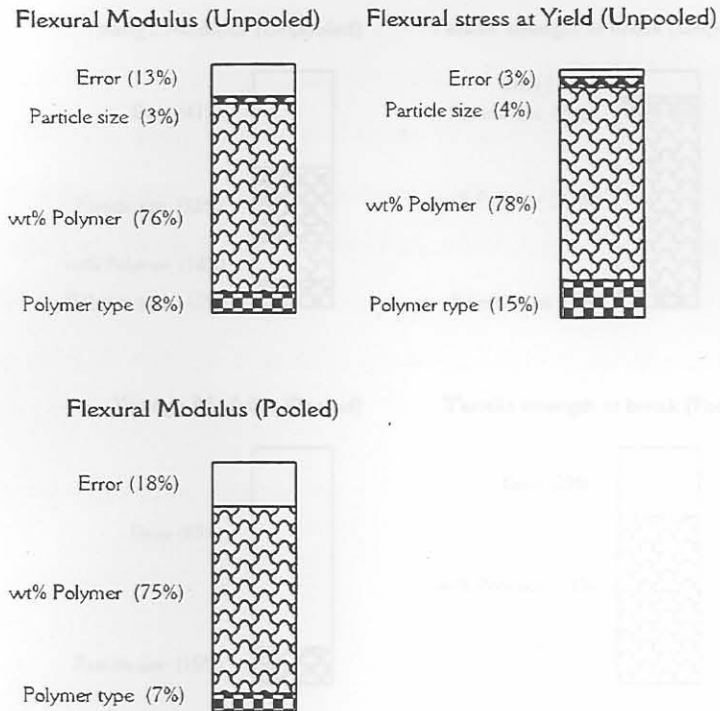 Flexural Modulus (Unpooled)
Error (13%)
Particle size (3%)
wt% Polymer (76%)
Polymer type (8%)
Flexural stress at Yield (Unpooled)
Error (3%)
Particle size (4%)
wt% Polymer (78%)
Polymer type (15%)
Flexural Modulus (Pooled)
Error (18%)
wt% Polymer (75%)
Polymer type (7%)